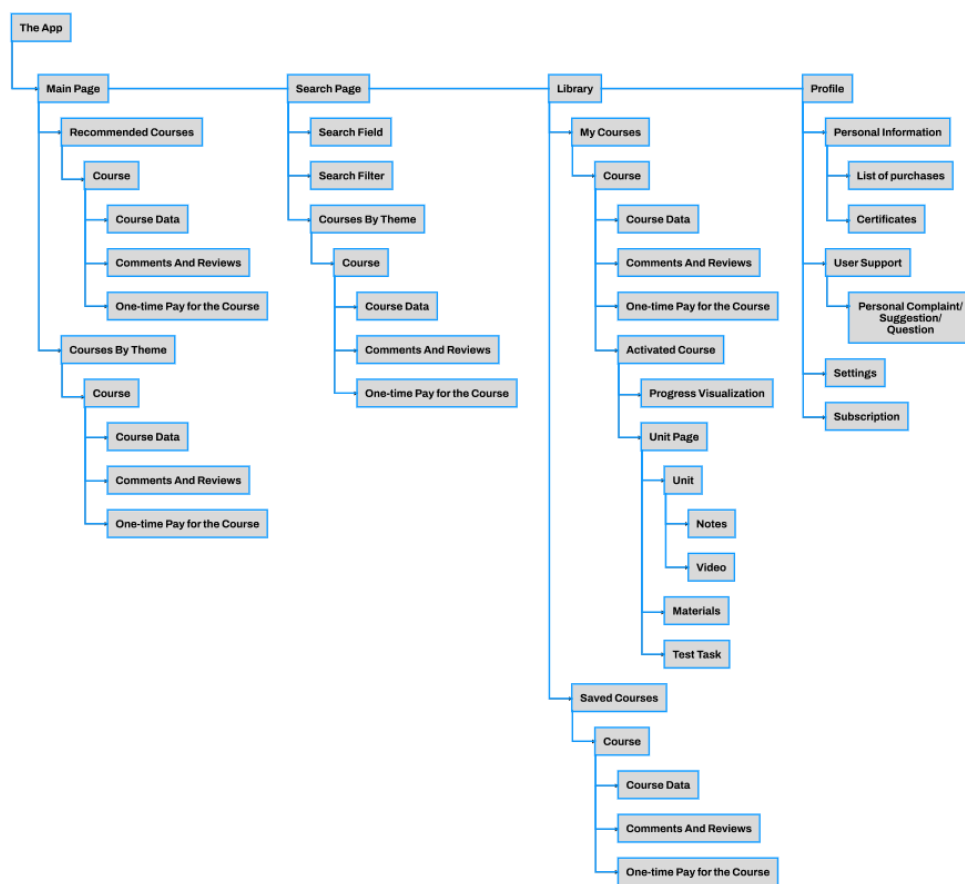 The App
Main Page
Recommended Courses
Course
Course Data
Comments And Reviews
One-time Pay for the Course
Courses By Theme
Course
Course Data
Comments And Reviews
One-time Pay for the Course
Search Page
Search Field
Search Filter
Courses By Theme
Course
Course Data
Comments And Reviews
One-time Pay for the Course
Library
My Courses
Course
Course Data
Comments And Reviews
One-time Pay for the Course
Activated Course
Progress Visualization
Unit Page
Unit
Notes
Video
Materials
Test Task
Saved Courses
Course
Course Data
Comments And Reviews
One-time Pay for the Course
Profile
Personal Information
List of purchases
Certificates
User Support
Personal Complaint/
Suggestion/
Question
Settings
Subscription